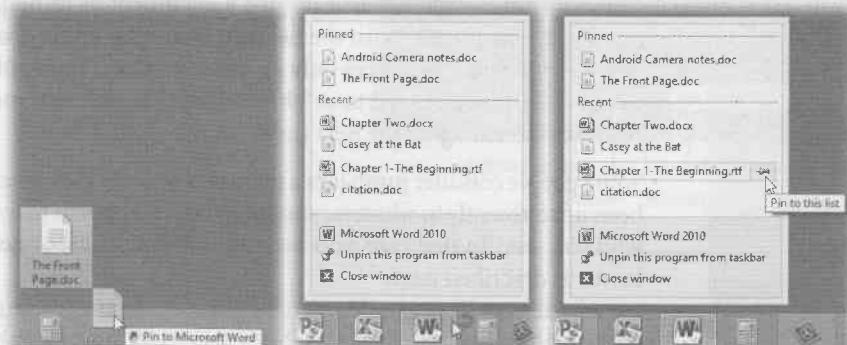 The Front
Page.doc
Pin to Microsoft Word
Pinned
Android Camera notes.doc
The Front Page.doc
Recent
Chapter Two.docx
Casey at the Bat
Chapter 1-The Beginning.rtf
citation.doc
Microsoft Word 2010
Unpin this program from taskbar
Close window
Ps
X
W
Pinned
Android Camera notes.doc
The Front Page.doc
Recent
Chapter Two.docx
Casey at the Bat
Chapter 1-The Beginning.rtf
citation.doc
Pin to this list
Microsoft Word 2010
Unpin this program from taskbar
Close window
Ps
X
W